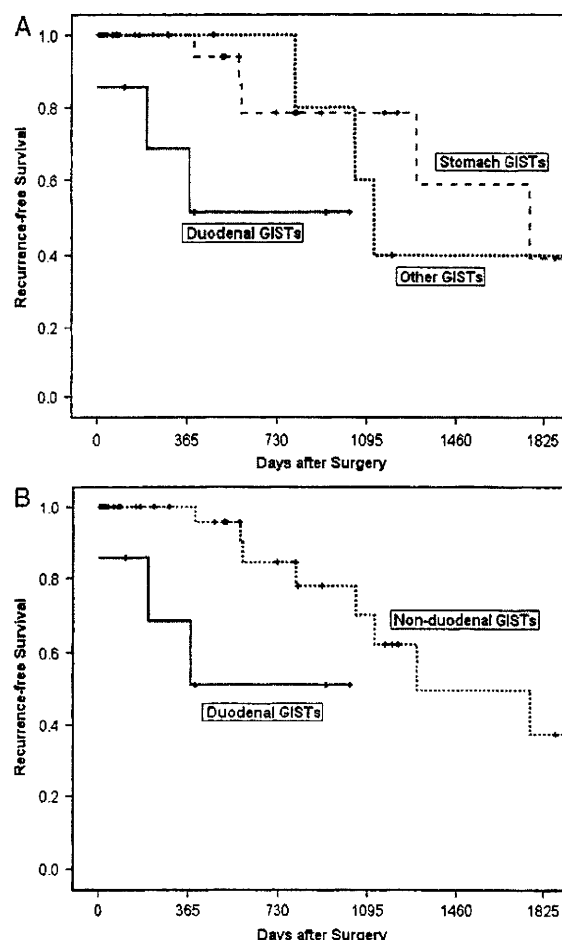 A
Recurrence-free Survival
1.0
0.8
0.6
0.4
0.2
0.0
Stomach GISTs
Duodenal GISTs
Other GISTs
0 365 730 1095 1460 1825
Days after Surgery
B
Recurrence-free Survival
1.0
0.8
0.6
0.4
0.2
0.0
Non-duodenal GISTs
Duodenal GISTs
0 365 730 1095 1460 1825
Days after Surgery